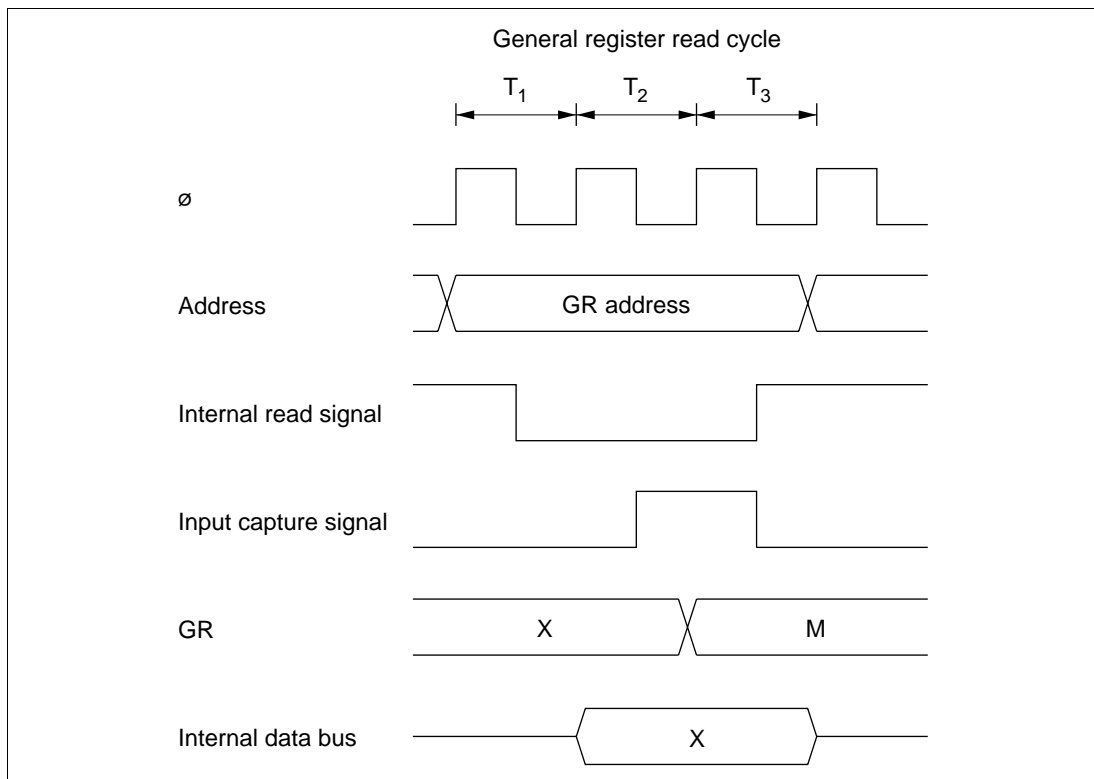 General register read cycle
T1 T2 T3
ø
Address GR address
Internal read signal
Input capture signal
GR X M
Internal data bus X